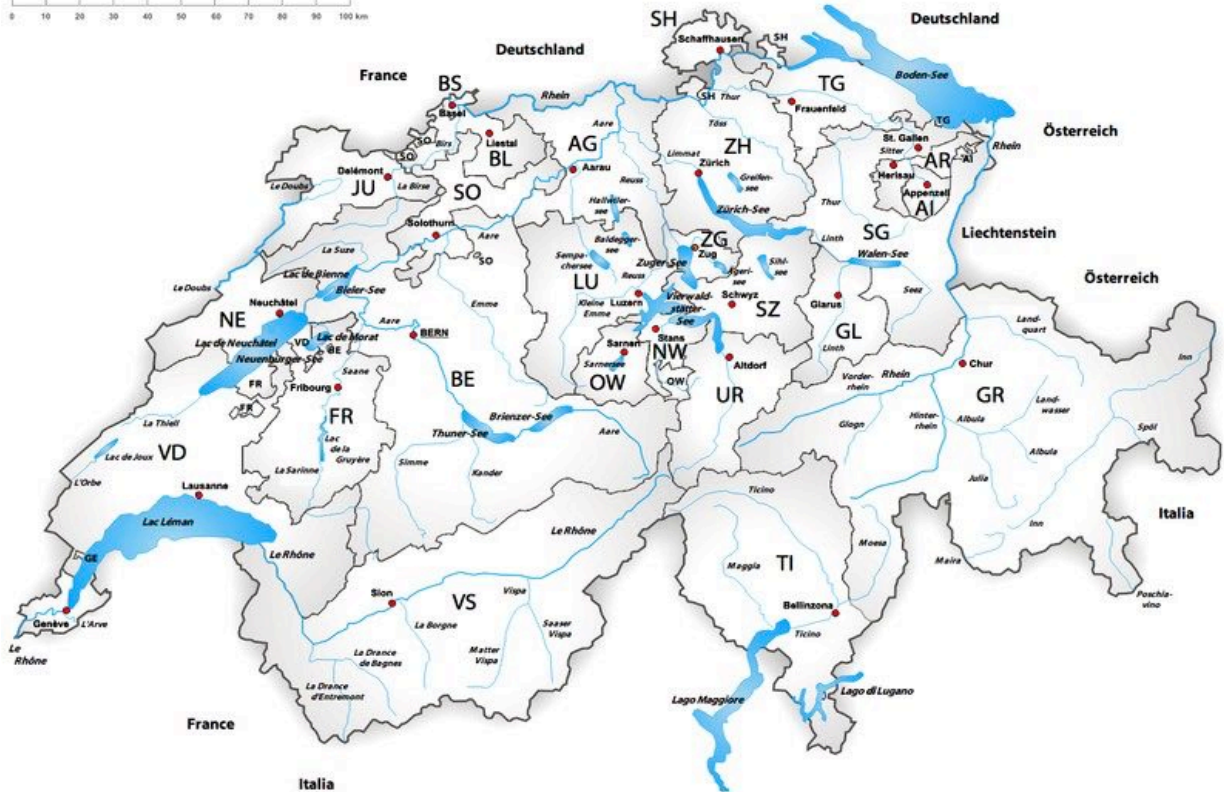 0 10 20 30 40 50 60 70 80 90 100 km
Deutschland
SH
Schaffhausen
SH
Deutschland
France
BS
Basel
Rhein
SH
Thur
TG
Boden-See
Frauenfeld
TG
Österreich
SO
SO
Birs
Liestal
BL
Aare
AG
Töss
ZH
St. Gallen
Sitter
AR
AI
Rhein
Herisau
Appenzell
AI
Delémont
JU
La Birse
Le Doubs
SO
Aarau
Limmat
Zürich
Reuss
Greifen-
see
Hallwiler-
see
Zürich-See
Thur
Solothurn
Aare
SO
Baldegger-
see
ZG
Zug
Linth
SG
Walen-See
Liechtenstein
La Suze
Lac de Bienne
Bieler-See
Sempa-
chersee
Zuger-See
Ägeri-
see
Sihl-
see
Österreich
Le Doubs
Neuchâtel
NE
Emme
LU
Reuss
Luzern
Kleine
Emme
Vierwald-
stätter-
See
Schwyz
SZ
Glarus
GL
Seez
Lac de Neuchâtel
Neuenburger-See
VD
Lac de Morat
BE
Aare
BERN
Stans
NW
Sarnen
Sarnersee
OW
OW
Altdorf
UR
Linth
Land-
quart
Inn
Saane
FR
Fribourg
FR
FR
BE
Vorder-
rhein
Rhein
Chur
GR
La Thiell
VD
Lac de Joux
L'Orbe
Lac
de la
Gruyère
La Sarinne
Thuner-See
Brienzer-See
Simme
Kander
Aare
Glogn
Hinter-
rhein
Albula
Land-
wasser
Albula
Julia
Spöl
Lausanne
Lac Léman
Le Rhône
Le Rhône
Ticino
Moesa
Inn
Maira
Italia
GE
Genève
L'Arve
Le
Rhône
Sion
VS
La Borgne
Vispa
Saaser
Vispa
Matter
Vispa
La Drance
de Bagnes
La Drance
d'Entremont
Maggia
TI
Bellinzona
Ticino
Poschia-
vino
Lago Maggiore
Lago di Lugano
France
Italia